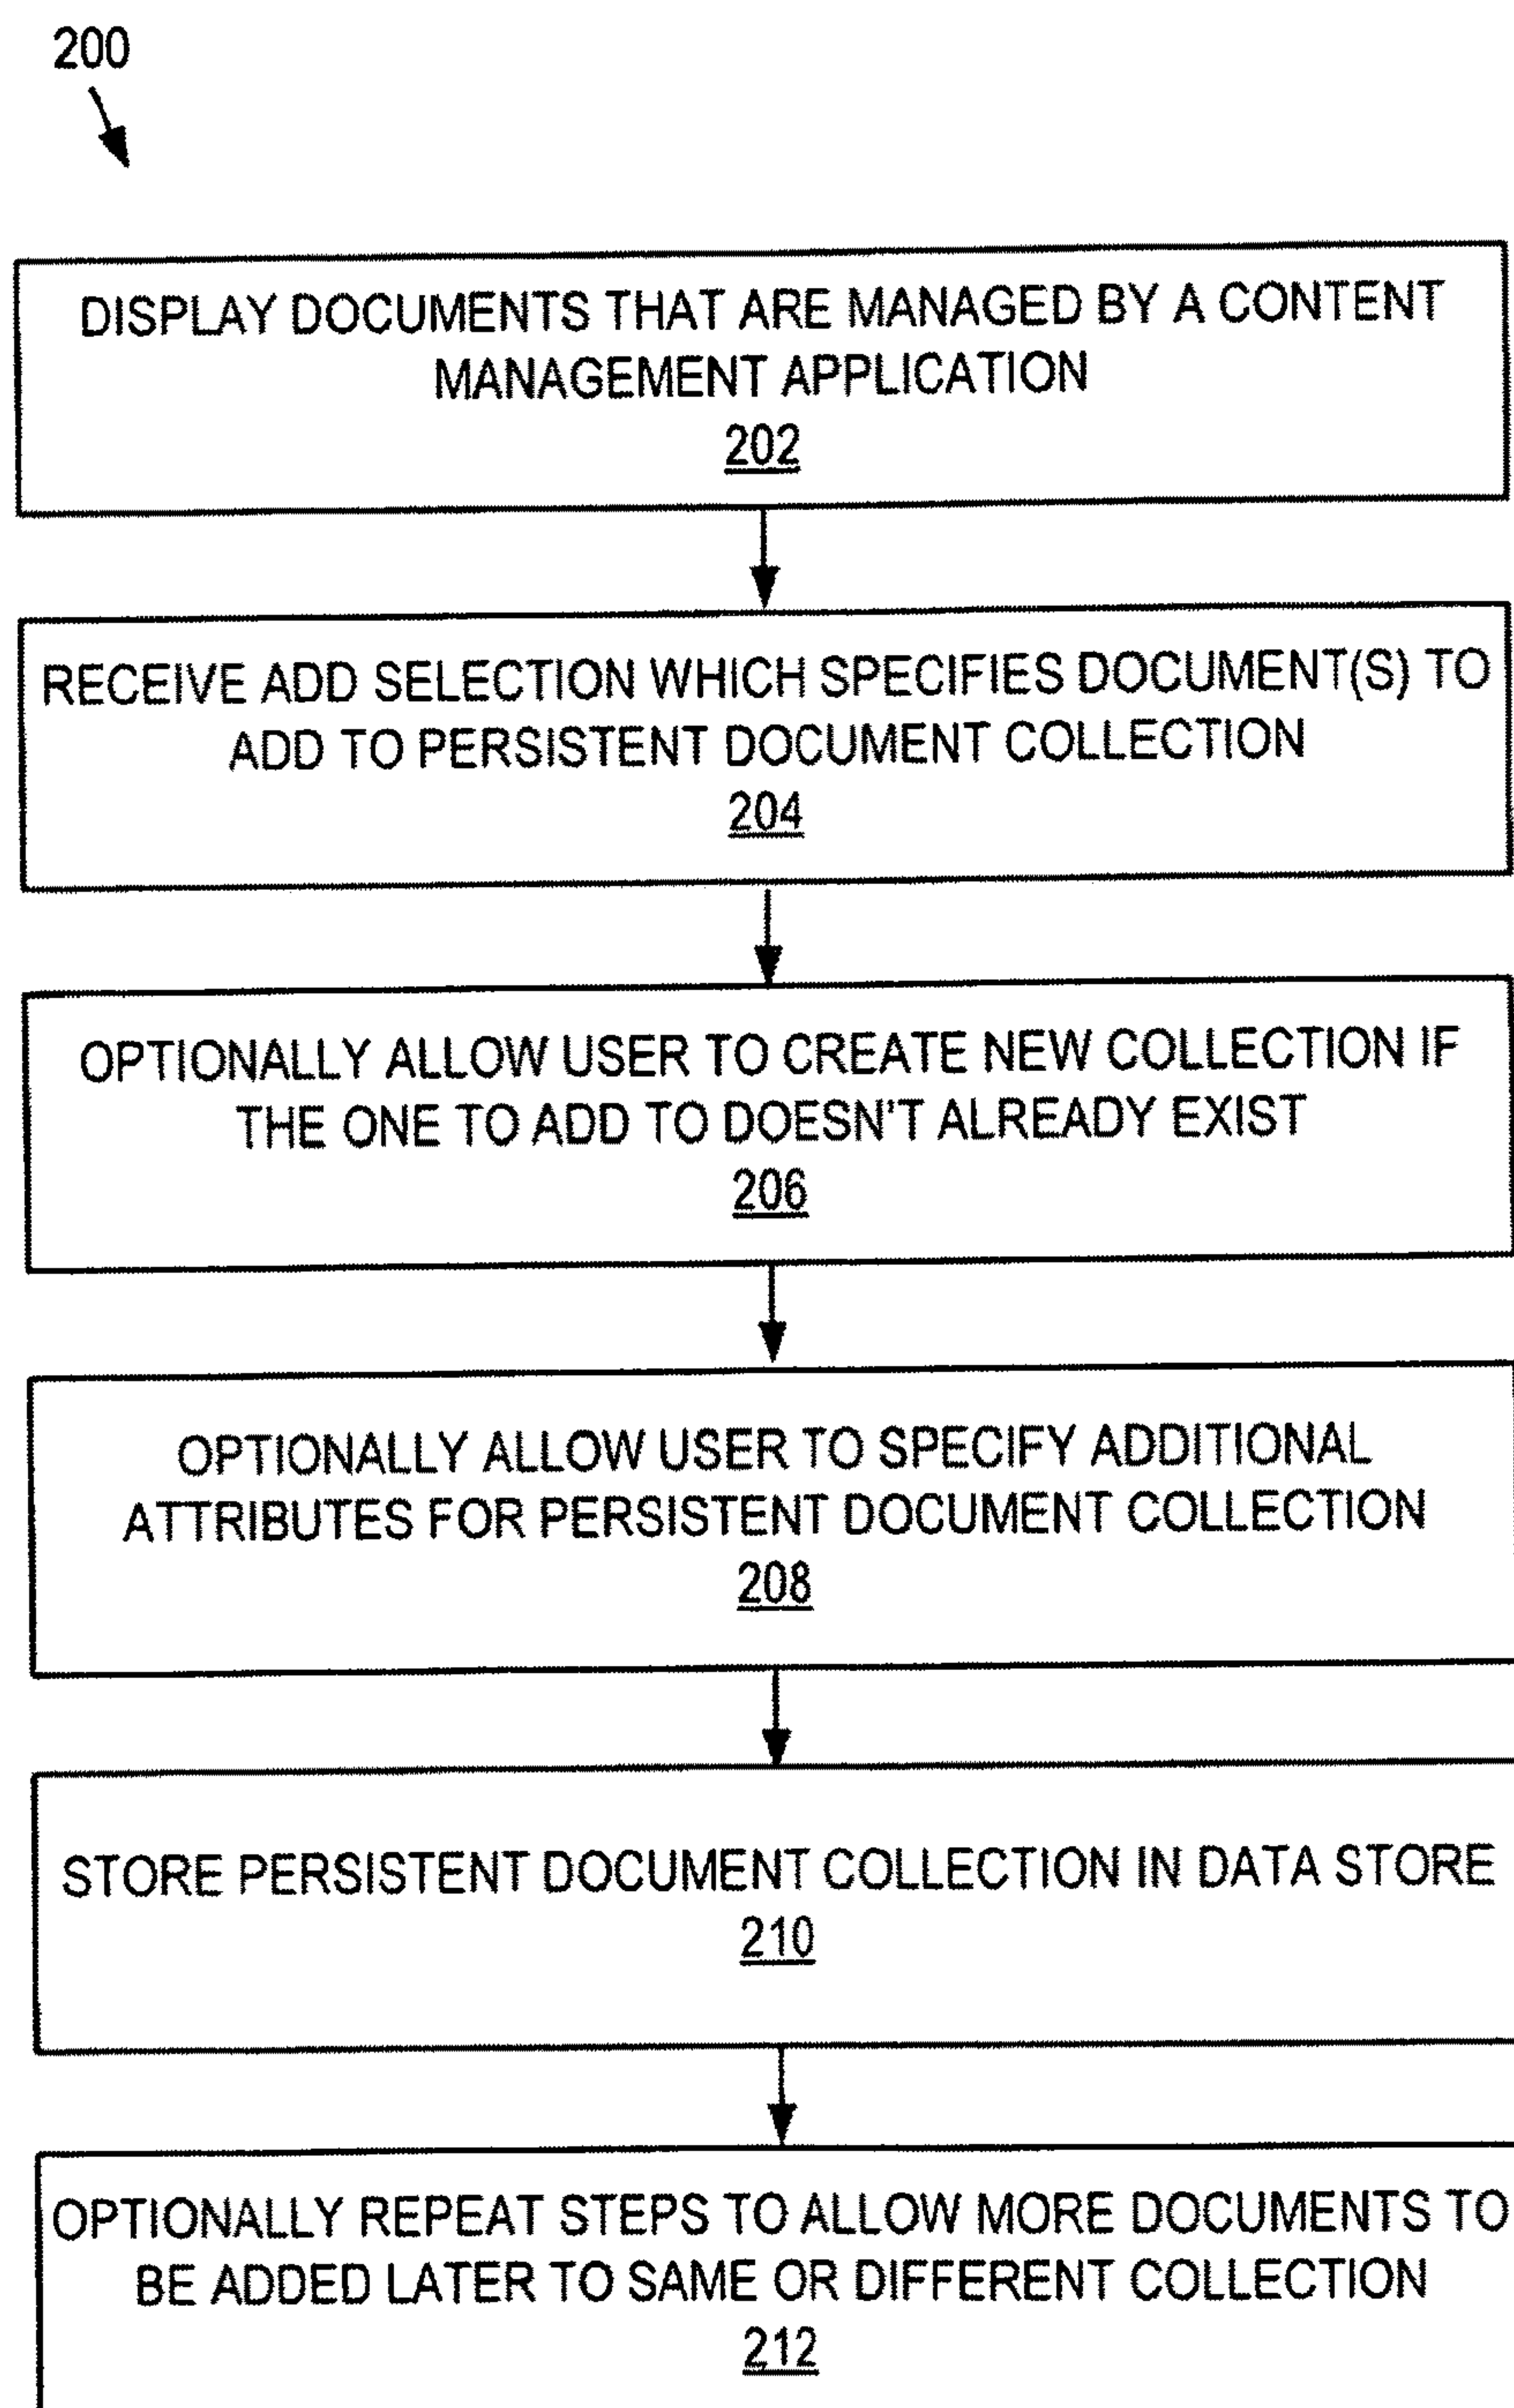 200
DISPLAY DOCUMENTS THAT ARE MANAGED BY A CONTENT
MANAGEMENT APPLICATION
202
RECEIVE ADD SELECTION WHICH SPECIFIES DOCUMENT(S) TO
ADD TO PERSISTENT DOCUMENT COLLECTION
204
OPTIONALLY ALLOW USER TO CREATE NEW COLLECTION IF
THE ONE TO ADD TO DOESN'T ALREADY EXIST
206
OPTIONALLY ALLOW USER TO SPECIFY ADDITIONAL
ATTRIBUTES FOR PERSISTENT DOCUMENT COLLECTION
208
STORE PERSISTENT DOCUMENT COLLECTION IN DATA STORE
210
OPTIONALLY REPEAT STEPS TO ALLOW MORE DOCUMENTS TO
BE ADDED LATER TO SAME OR DIFFERENT COLLECTION
212